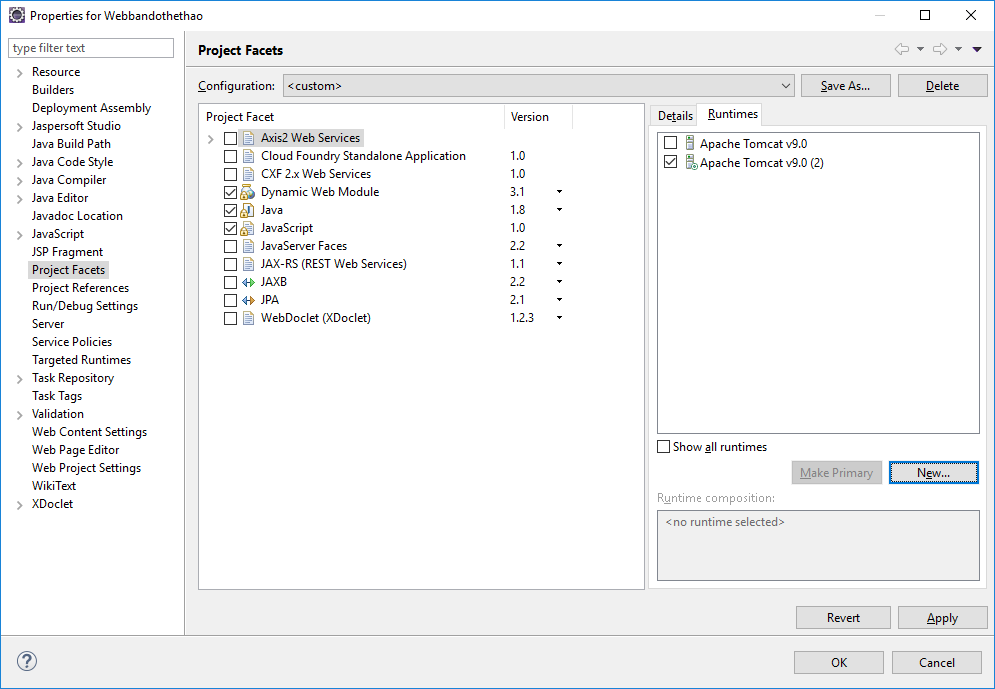 Properties for Webbandothethao
type filter text
Resource
Builders
Deployment Assembly
Jaspersoft Studio
Java Build Path
Java Code Style
Java Compiler
Java Editor
Javadoc Location
JavaScript
JSP Fragment
Project Facets
Project References
Run/Debug Settings
Server
Service Policies
Targeted Runtimes
Task Repository
Task Tags
Validation
Web Content Settings
Web Page Editor
Web Project Settings
WikiText
XDoclet
Project Facets
Configuration: <custom> Save As... Delete
Project Facet Version
Axis2 Web Services
Cloud Foundry Standalone Application 1.0
CXF 2.x Web Services 1.0
Dynamic Web Module 3.1
Java 1.8
JavaScript 1.0
JavaServer Faces 2.2
JAX-RS (REST Web Services) 1.1
JAXB 2.2
JPA 2.1
WebDoclet (XDoclet) 1.2.3
Details Runtimes
Apache Tomcat v9.0
Apache Tomcat v9.0 (2)
Show all runtimes
Make Primary New...
Runtime composition:
<no runtime selected>
Revert Apply
? OK Cancel